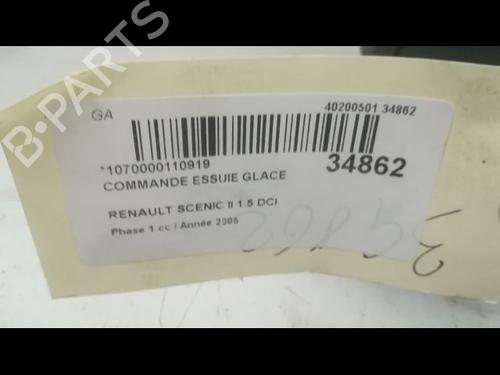 B-PARTS
GA
40200501 34862
*1070000110919
34862
COMMANDE ESSUIE GLACE
RENAULT SCENIC II 1.5 DCI
Phase 1 cc / Année 2005